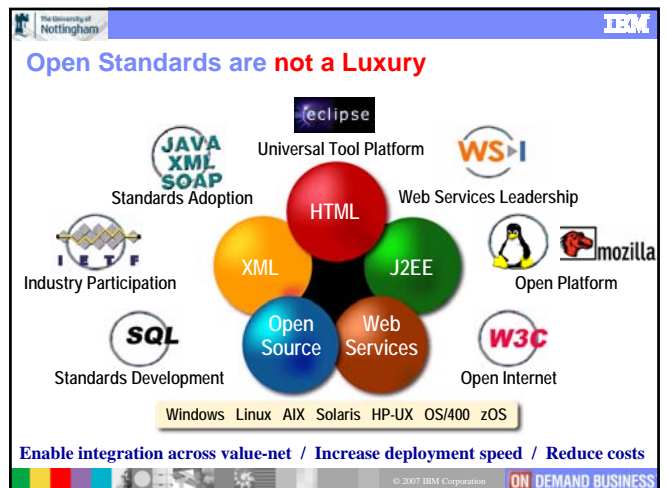 The University of
Nottingham
IBM
Open Standards are not a Luxury
eclipse
Universal Tool Platform
JAVA
XML
SOAP
Standards Adoption
WS-I
Web Services Leadership
HTML
IETF
Industry Participation
XML
J2EE
mozilla
Open Platform
SQL
Standards Development
Open
Source
Web
Services
W3C
Open Internet
Windows Linux AIX Solaris HP-UX OS/400 zOS
Enable integration across value-net / Increase deployment speed / Reduce costs
© 2007 IBM Corporation
ON DEMAND BUSINESS